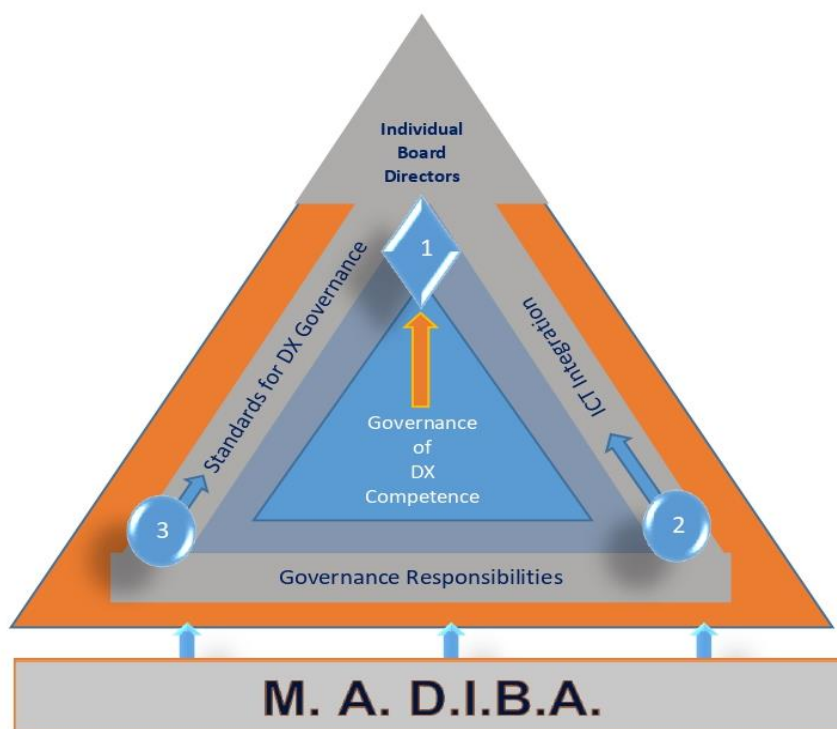 Individual
Board
Directors
1
Standards for DX Governance
ICT Integration
Governance
of
DX
Competence
3
2
Governance Responsibilities
M. A. D.I.B.A.